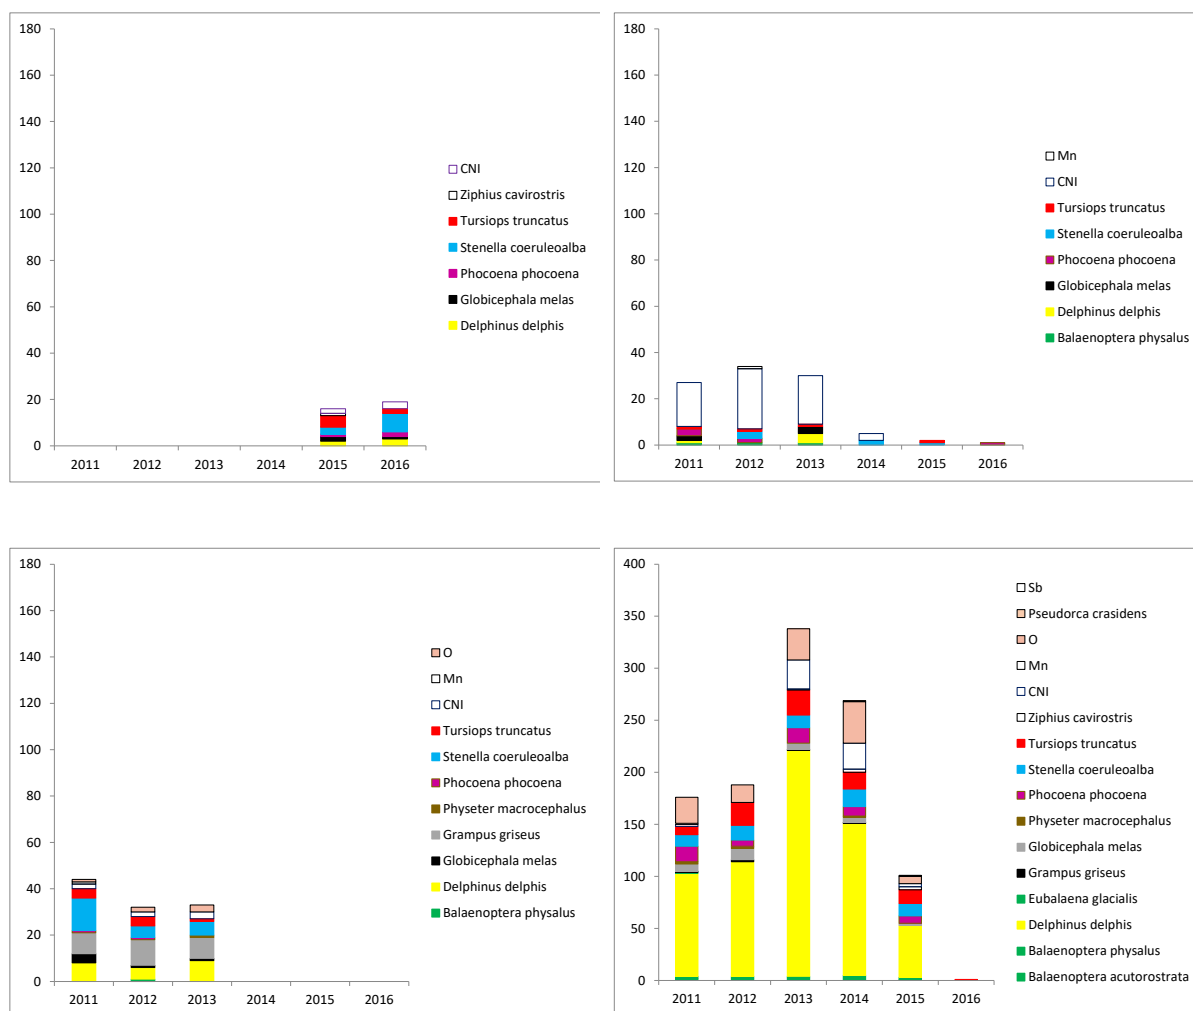 180
160
140
120
100
80
60
40
20
0
2011 2012 2013 2014 2015 2016
CNI
Ziphius cavirostris
Tursiops truncatus
Stenella coeruleoalba
Phocoena phocoena
Globicephala melas
Delphinus delphis
180
160
140
120
100
80
60
40
20
0
2011 2012 2013 2014 2015 2016
Mn
CNI
Tursiops truncatus
Stenella coeruleoalba
Phocoena phocoena
Globicephala melas
Delphinus delphis
Balaenoptera physalus
180
160
140
120
100
80
60
40
20
0
2011 2012 2013 2014 2015 2016
O
Mn
CNI
Tursiops truncatus
Stenella coeruleoalba
Phocoena phocoena
Physeter macrocephalus
Grampus griseus
Globicephala melas
Delphinus delphis
Balaenoptera physalus
400
350
300
250
200
150
100
50
0
2011 2012 2013 2014 2015 2016
Sb
Pseudorca crasidens
O
Mn
CNI
Ziphius cavirostris
Tursiops truncatus
Stenella coeruleoalba
Phocoena phocoena
Physeter macrocephalus
Globicephala melas
Grampus griseus
Eubalaena glacialis
Delphinus delphis
Balaenoptera physalus
Balaenoptera acutorostrata